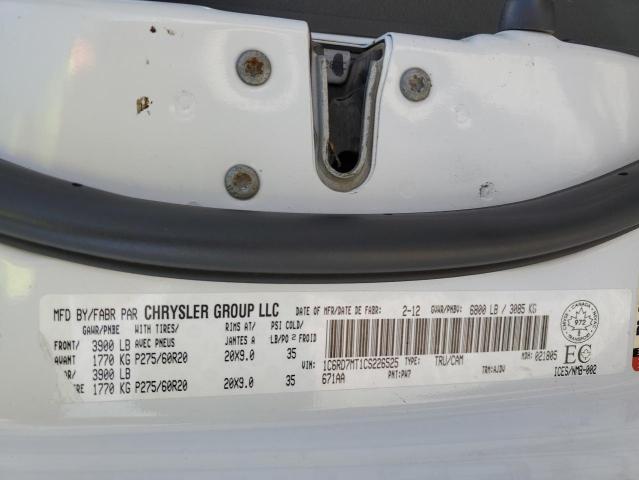 MFD BY/FABR PAR CHRYSLER GROUP LLC DATE OF MFR/DATE DE FABR: 2-12 GVWR/PNBV: 6800 LB / 3085 KG
GAWR/PNBE WITH TIRES/ RIMS AT/ PSI COLD/
FRONT/ 3900 LB AVEC PNEUS JANTES A LB/PO 2 FROID
AVANT 1770 KG P275/60R20 20X9.0 35
3900 LB
1770 KG P275/60R20 20X9.0 35
1C6RD7MT1CS226525 TYPE: TRU/CAM MDH: 021805
671AA PNT: PW7 TRM: AJDV
972
EC
ICES/NMB-002